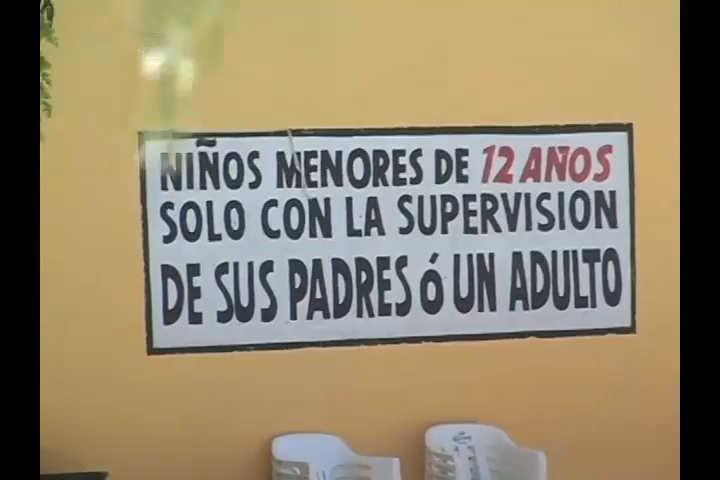 NIÑOS MENORES DE 12 AÑOS
SOLO CON LA SUPERVISION
DE SUS PADRES ó UN ADULTO